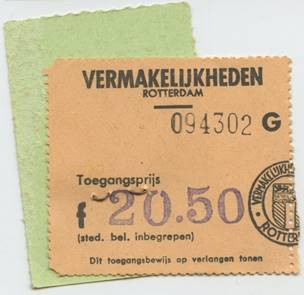 VERMAKELIJKHEDEN
ROTTERDAM
094302 G
Toegangsprijs
f 20.50
(sted. bel. inbegrepen)
Dit toegangsbewijs op verlangen tonen